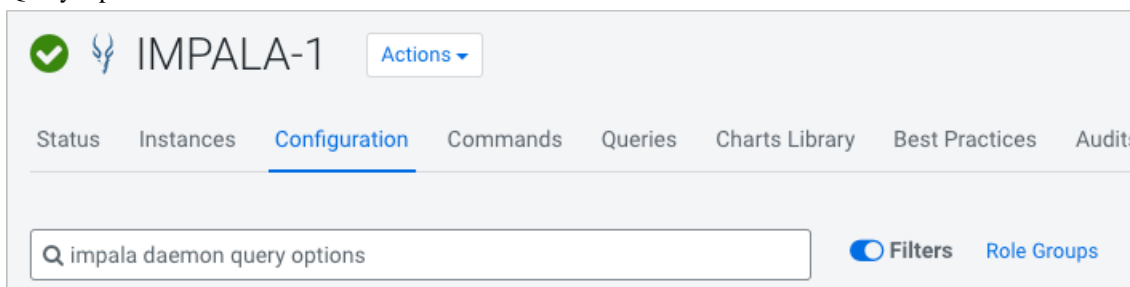 IMPALA-1 Actions
Status Instances Configuration Commands Queries Charts Library Best Practices Audits
impala daemon query options Filters Role Groups